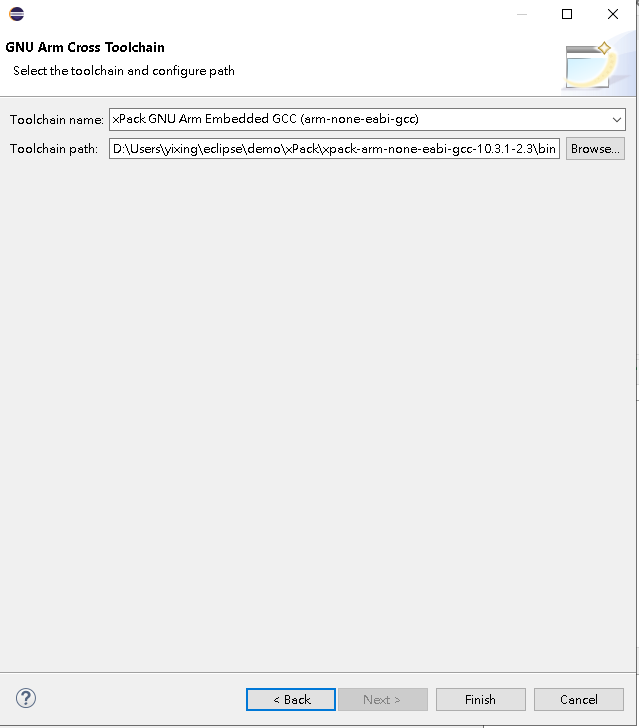 GNU Arm Cross Toolchain
Select the toolchain and configure path
Toolchain name: xPack GNU Arm Embedded GCC (arm-none-eabi-gcc)
Toolchain path: D:\Users\yixing\eclipse\demo\xPack\xpack-arm-none-eabi-gcc-10.3.1-2.3\bin Browse...
? < Back Next > Finish Cancel